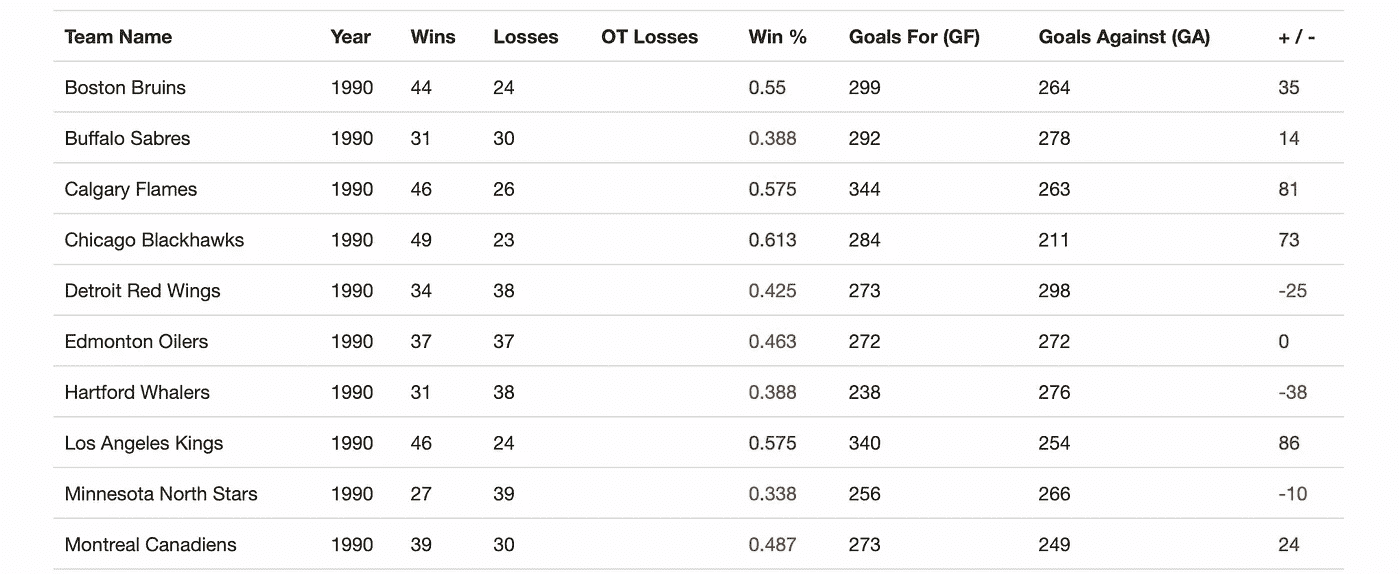 Team Name Year Wins Losses OT Losses Win % Goals For (GF) Goals Against (GA) + / -
Boston Bruins 1990 44 24 0.55 299 264 35
Buffalo Sabres 1990 31 30 0.388 292 278 14
Calgary Flames 1990 46 26 0.575 344 263 81
Chicago Blackhawks 1990 49 23 0.613 284 211 73
Detroit Red Wings 1990 34 38 0.425 273 298 -25
Edmonton Oilers 1990 37 37 0.463 272 272 0
Hartford Whalers 1990 31 38 0.388 238 276 -38
Los Angeles Kings 1990 46 24 0.575 340 254 86
Minnesota North Stars 1990 27 39 0.338 256 266 -10
Montreal Canadiens 1990 39 30 0.487 273 249 24